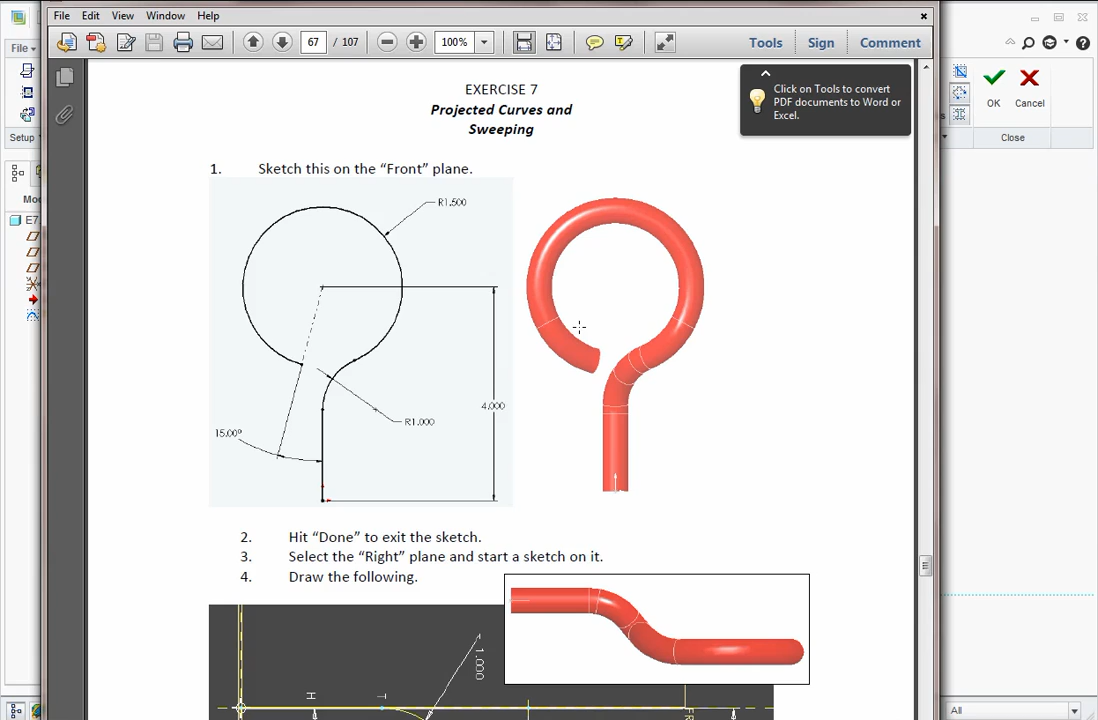 File Edit View Window Help
67 / 107
100%
Tools Sign Comment
File
Setup
Mod
E7
OK Cancel
Close
Click on Tools to convert
PDF documents to Word or
Excel.
EXERCISE 7
Projected Curves and
Sweeping
1. Sketch this on the “Front” plane.
R1.500
4.000
R1.000
15.00°
2. Hit “Done” to exit the sketch.
3. Select the “Right” plane and start a sketch on it.
4. Draw the following.
1.000
H
T
All